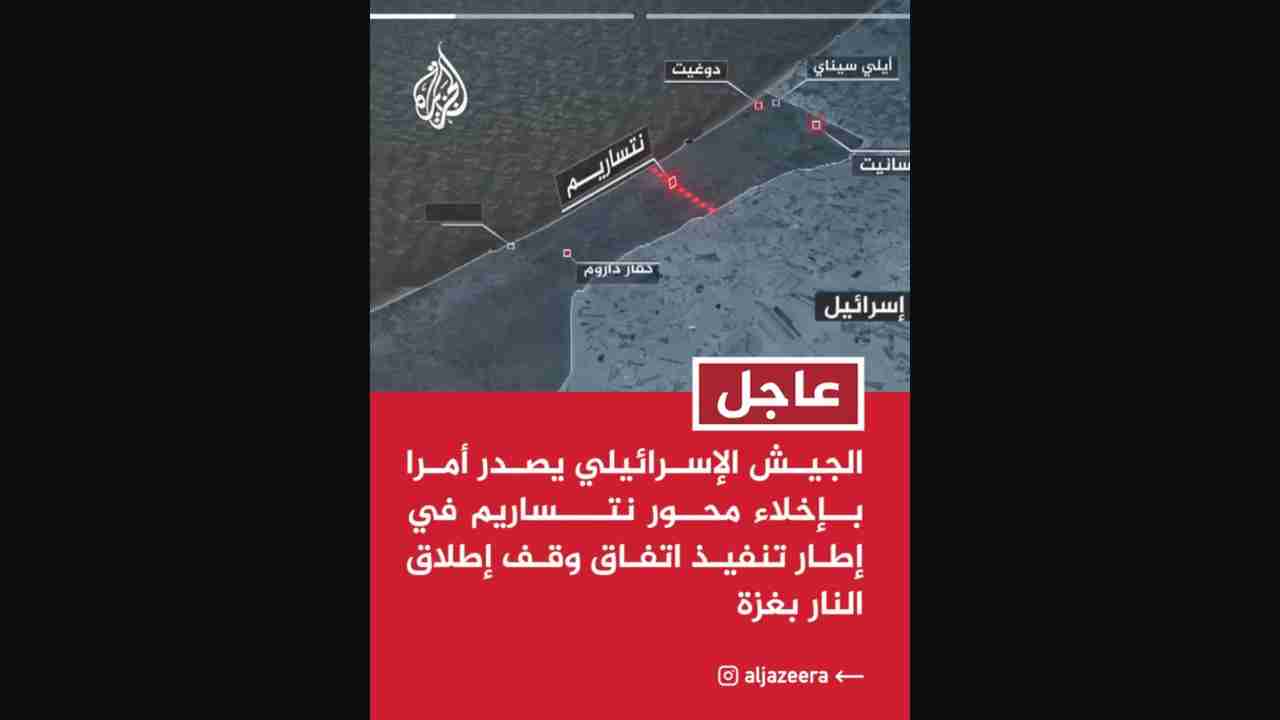 الجزيرة
أيلي سيناي
دوغيت
سانيت
نتساريم
كفار داروم
إسرائيل
عاجل
الجيش الإسرائيلي يصدر أمرا
بإخلاء محور نتساريم في
إطار تنفيذ اتفاق وقف إطلاق
النار بغزة
aljazeera